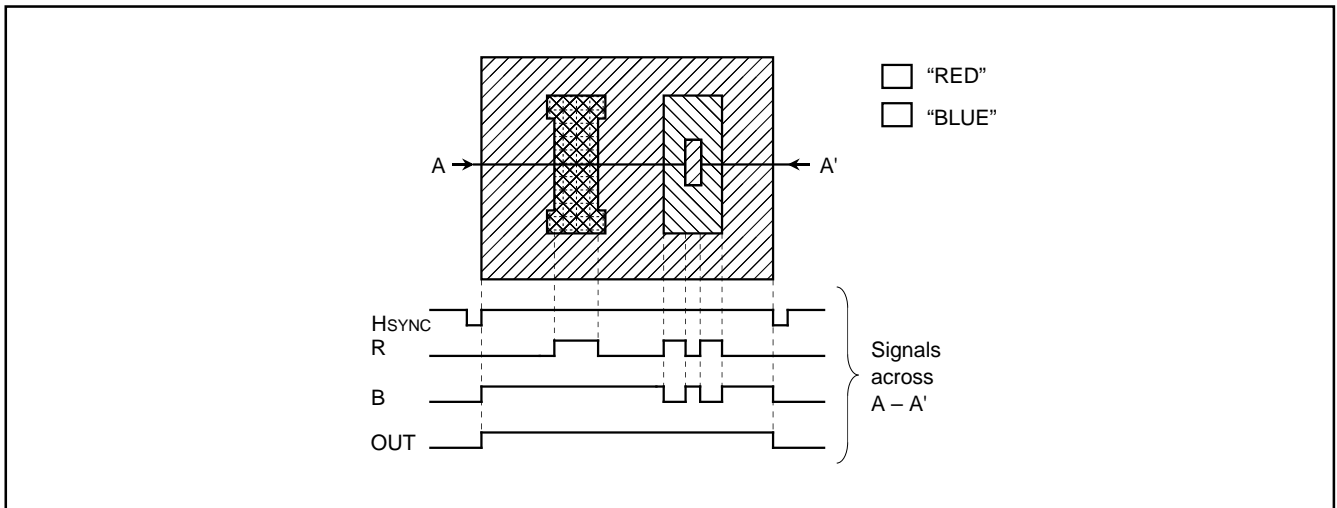 “RED”
“BLUE”
A
A'
HSYNC
R
B
OUT
Signals
across
A – A'